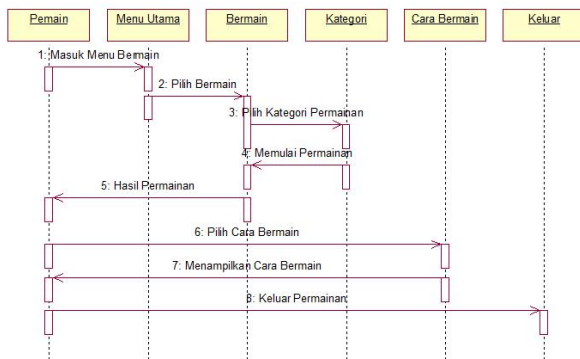 Pemain
Menu Utama
Bermain
Kategori
Cara Bermain
Keluar
1: Masuk Menu Bermain
2: Pilih Bermain
3: Pilih Kategori Permainan
4: Memulai Permainan
5: Hasil Permainan
6: Pilih Cara Bermain
7: Menampilkan Cara Bermain
8: Keluar Permainan